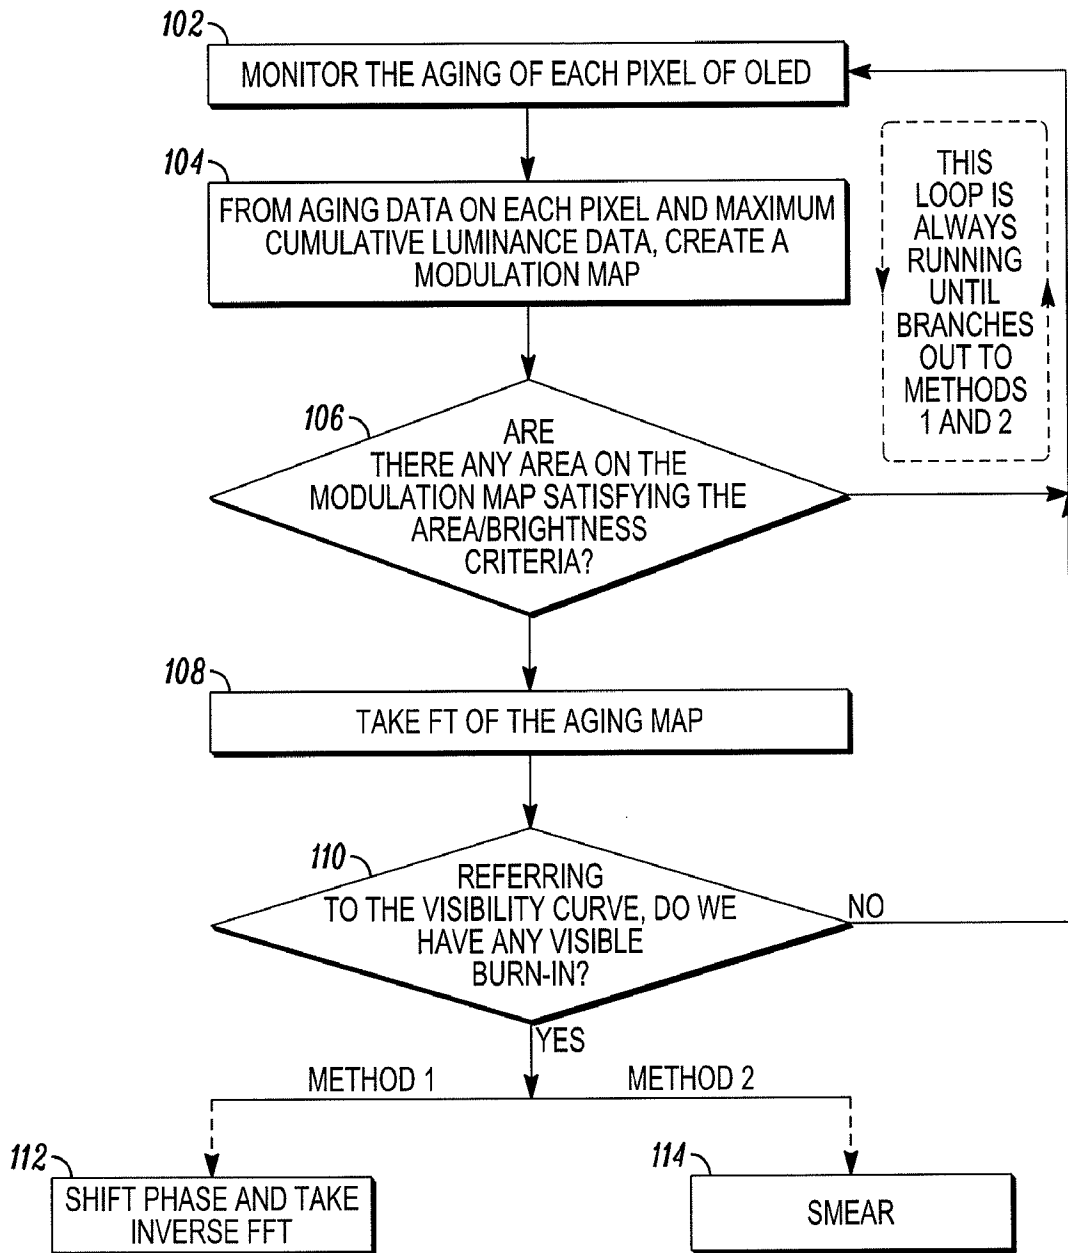 102
MONITOR THE AGING OF EACH PIXEL OF OLED
104
FROM AGING DATA ON EACH PIXEL AND MAXIMUM
CUMULATIVE LUMINANCE DATA, CREATE A
MODULATION MAP
THIS
LOOP IS
ALWAYS
RUNNING
UNTIL
BRANCHES
OUT TO
METHODS
1 AND 2
106
ARE
THERE ANY AREA ON THE
MODULATION MAP SATISFYING THE
AREA/BRIGHTNESS
CRITERIA?
108
TAKE FT OF THE AGING MAP
110
REFERRING
TO THE VISIBILITY CURVE, DO WE
HAVE ANY VISIBLE
BURN-IN?
NO
YES
METHOD 1
METHOD 2
112
SHIFT PHASE AND TAKE
INVERSE FFT
114
SMEAR